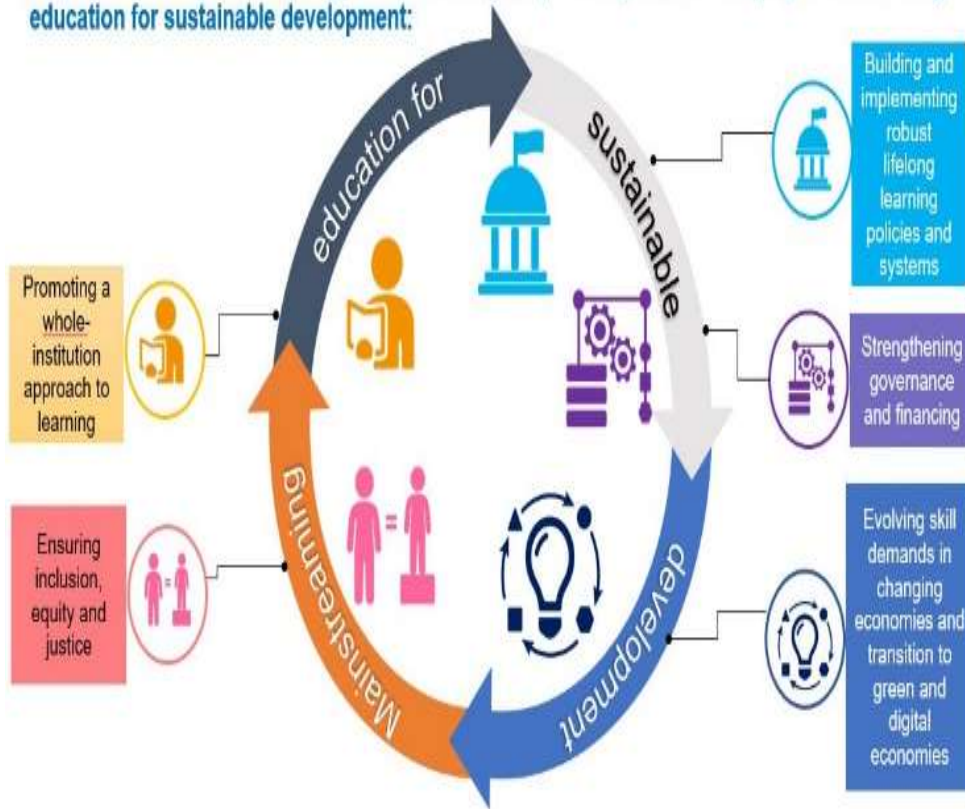 education for sustainable development:
Mainstreaming
education for
sustainable
development
Building and
implementing
robust
lifelong
learning
policies and
systems
Strengthening
governance
and financing
Evolving skill
demands in
changing
economies and
transition to
green and
digital
economies
Promoting a
whole-
institution
approach to
learning
Ensuring
inclusion,
equity and
justice